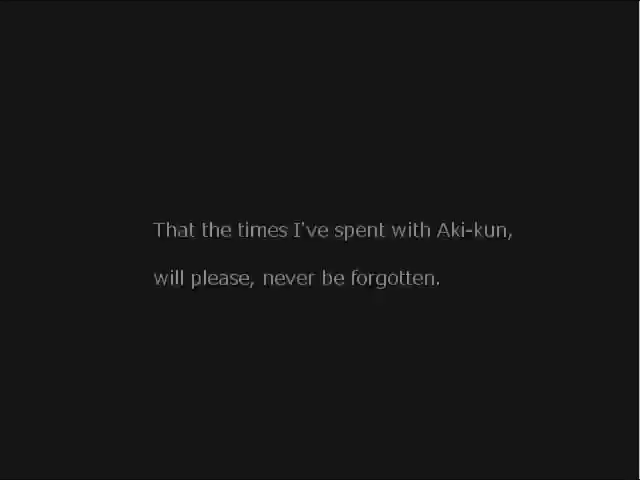 That the times I've spent with Aki-kun,
will please, never be forgotten.